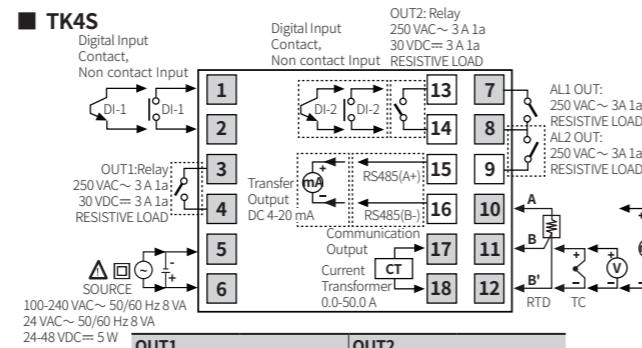 ■ TK4S
Digital Input
Contact,
Non contact Input
DI-1
DI-1
Digital Input
Contact,
Non contact Input
DI-2
DI-2
OUT2: Relay
250 VAC～ 3 A 1a
30 VDC⎓ 3 A 1a
RESISTIVE LOAD
1
2
3
4
5
6
13
14
15
16
17
18
7
8
9
10
11
12
AL1 OUT:
250 VAC～ 3 A 1a
RESISTIVE LOAD
AL2 OUT:
250 VAC～ 3 A 1a
RESISTIVE LOAD
OUT1:Relay
250 VAC～ 3 A 1a
30 VDC⎓ 3 A 1a
RESISTIVE LOAD
Transfer
Output
DC 4-20 mA
+
mA
-
RS485(A+)
RS485(B-)
Communication
Output
Current
Transformer
0.0-50.0 A
CT
A
B
B'
RTD
TC
+
-
+
V
-
-
+
SOURCE
100-240 VAC～ 50/60 Hz 8 VA
24 VAC～ 50/60 Hz 8 VA
24-48 VDC⎓ 5 W
OUT1
OUT2